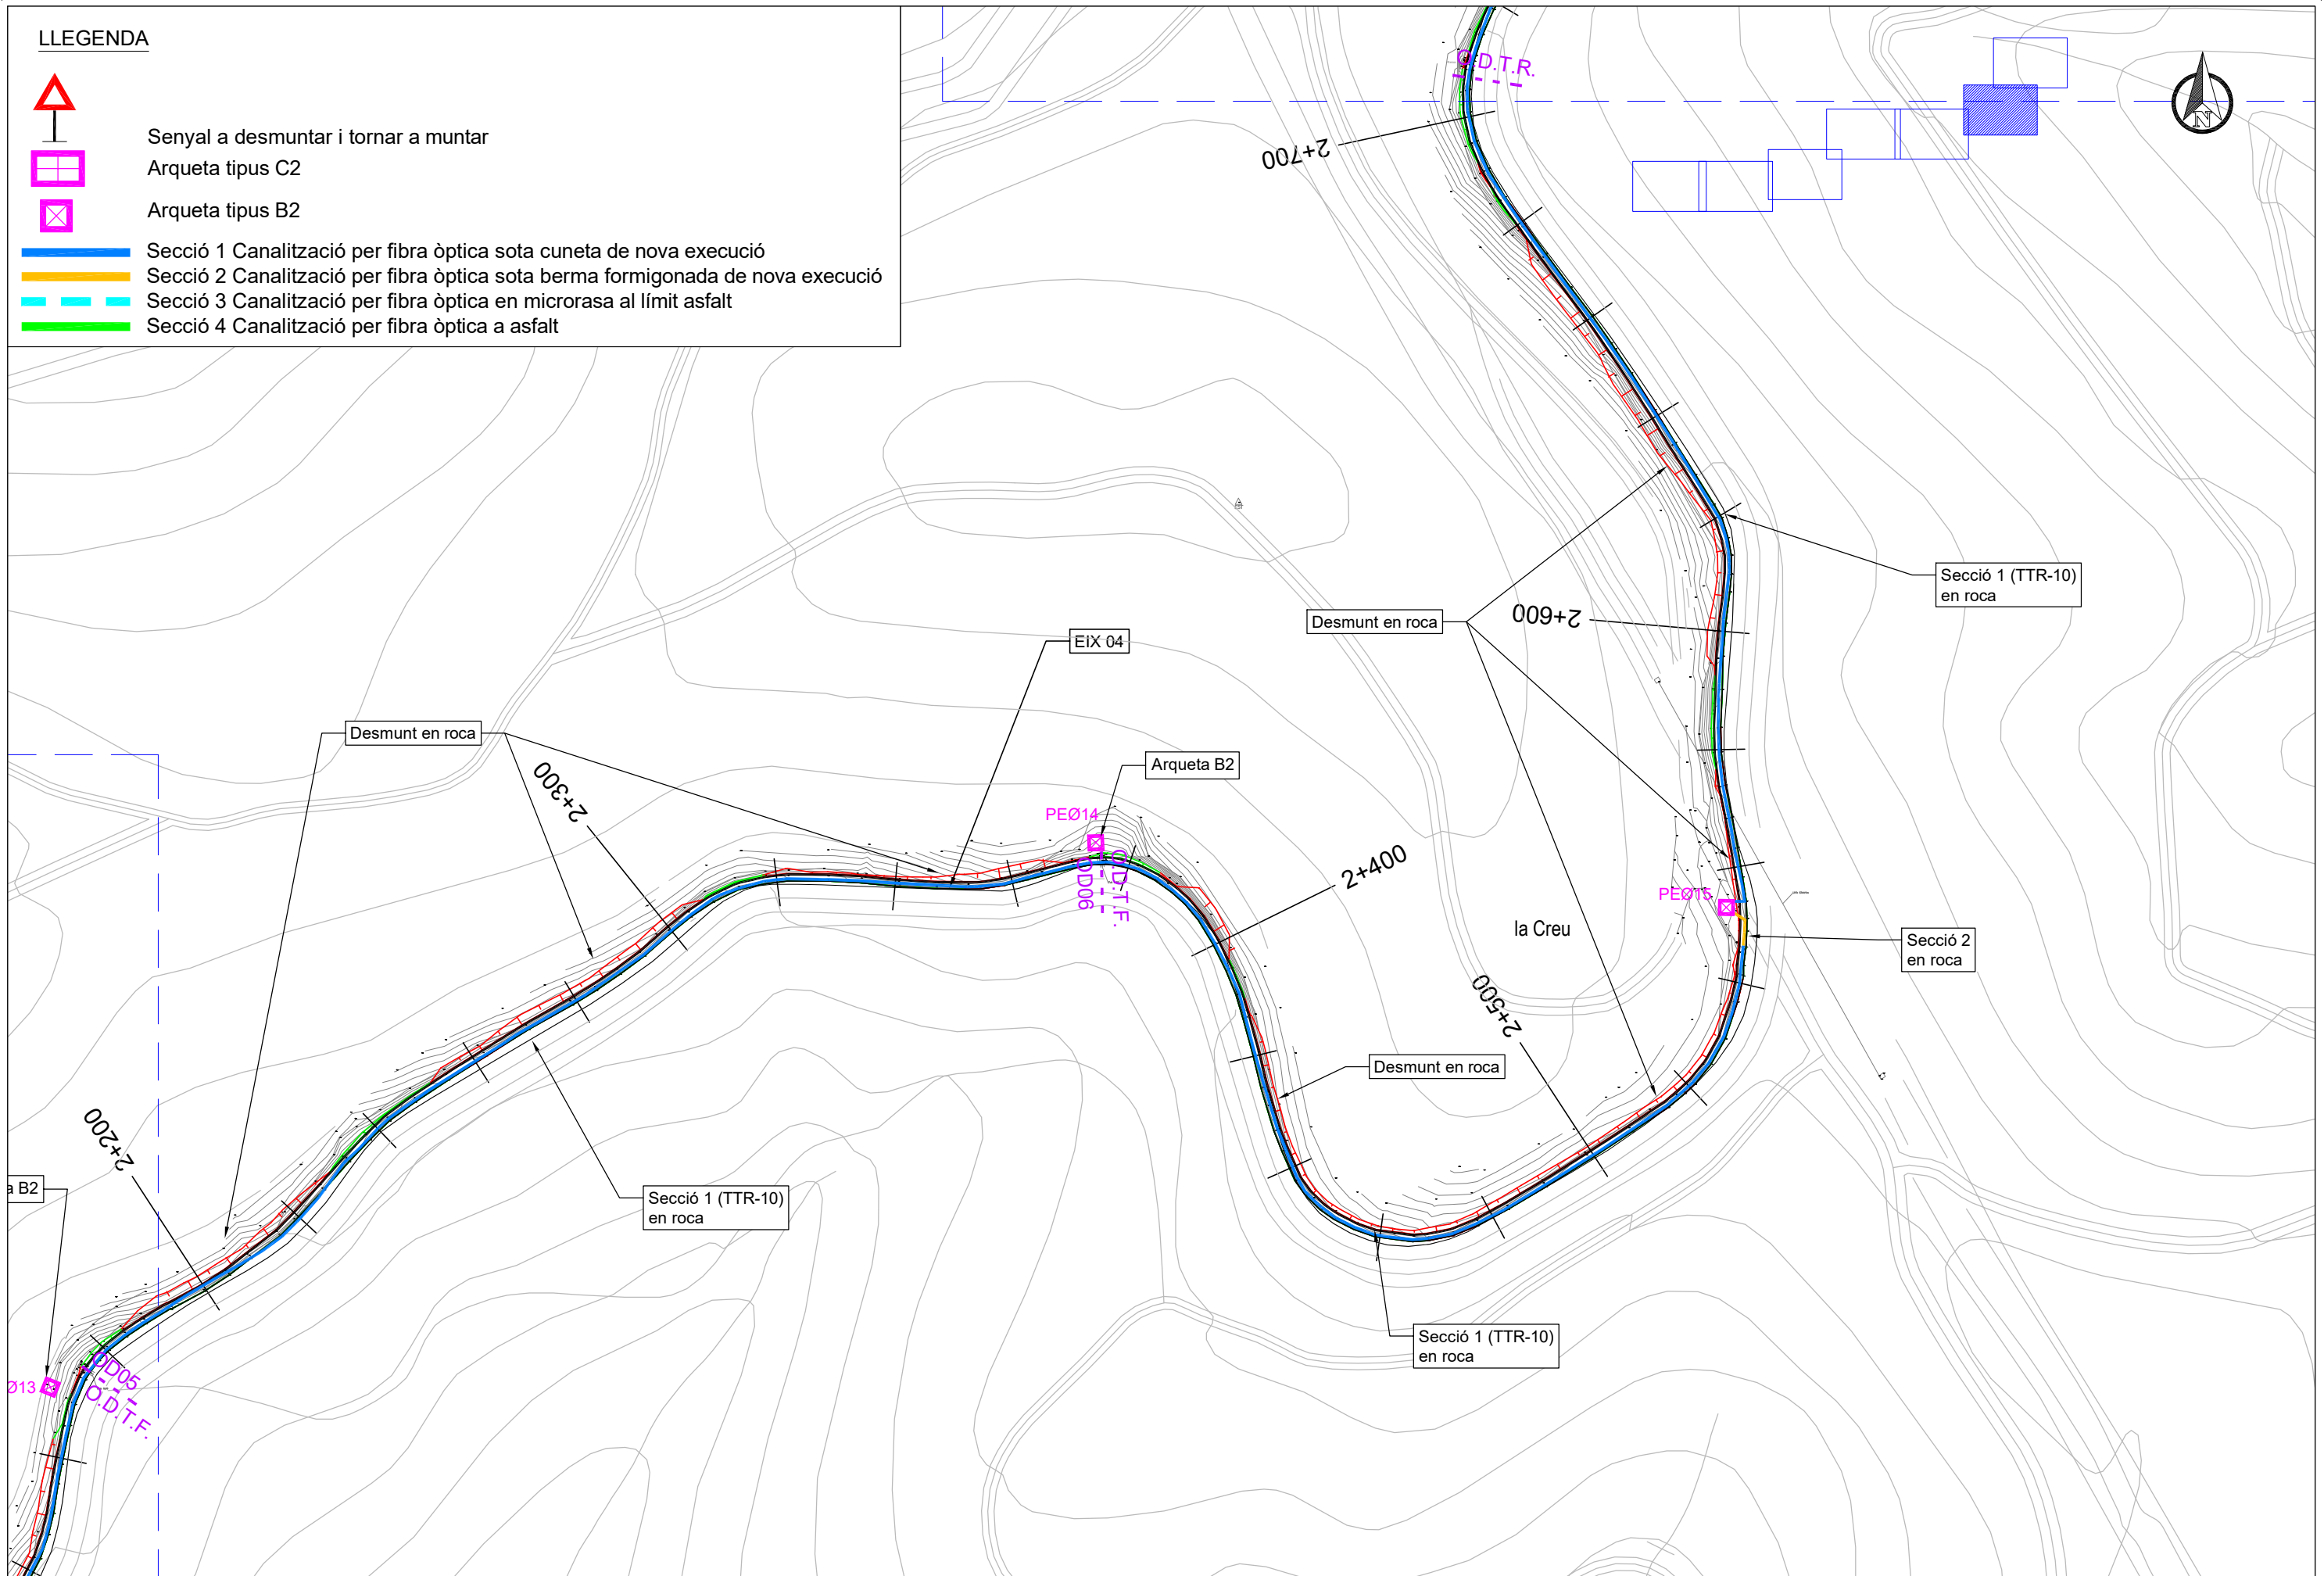 LLEGENDA
Senyal a desmuntar i tornar a muntar
Arqueta tipus C2
Arqueta tipus B2
Secció 1 Canalització per fibra òptica sota cuneta de nova execució
Secció 2 Canalització per fibra òptica sota berma formigonada de nova execució
Secció 3 Canalització per fibra òptica en microrasa al límit asfalt
Secció 4 Canalització per fibra òptica a asfalt
O.D.T.R.
N
2+700
Secció 1 (TTR-10)
en roca
Desmunt en roca
2+600
EIX 04
Desmunt en roca
Arqueta B2
2+300
PEØ14
OD06
O.D.T.F.
2+400
PEØ15
la Creu
Secció 2
en roca
2+500
Desmunt en roca
2+200
a B2
Secció 1 (TTR-10)
en roca
Secció 1 (TTR-10)
en roca
Ø13
OD05
O.D.T.F.